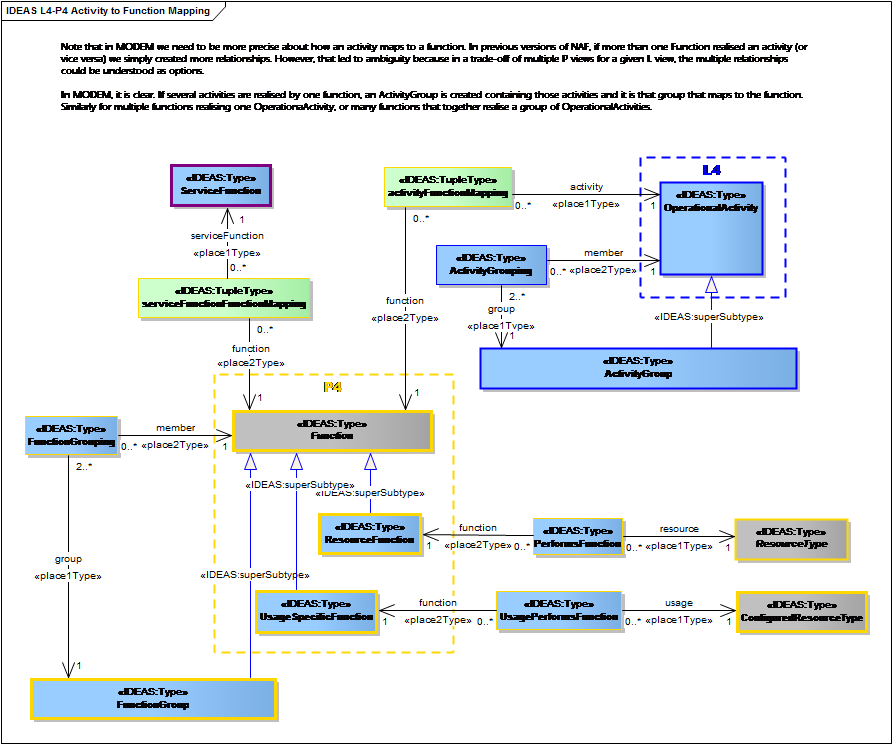 IDEAS L4-P4 Activity to Function Mapping
Note that in MODEM we need to be more precise about how an activity maps to a function. In previous versions of NAF, if more than one Function realised an activity (or
vice versa) we simply created more relationships. However, that led to ambiguity because in a trade-off of multiple P views for a given L view, the multiple relationships
could be understood as options.
In MODEM, it is clear. If several activities are realised by one function, an ActivityGroup is created containing those activities and it is that group that maps to the function.
Similarly for multiple functions realising one OperationaActivity, or many functions that together realise a group of OperationalActivities.
«IDEAS:Type»
ServiceFunction
1
serviceFunction
«place1Type»
0..*
«IDEAS:TupleType»
serviceFunctionFunctionMapping
0..*
function
«place2Type»
1
«IDEAS:TupleType»
activityFunctionMapping
0..*
activity
«place1Type»
0..*
1
function
«place2Type»
1
L4
«IDEAS:Type»
OperationalActivity
«IDEAS:Type»
ActivityGrouping
member
0..*
«place2Type»
1
2..*
group
«place1Type»
1
«IDEAS:superSubtype»
«IDEAS:Type»
ActivityGroup
P4
«IDEAS:Type»
Function
«IDEAS:Type»
FunctionGrouping
member
0..*
«place2Type»
1
2..*
group
«place1Type»
1
«IDEAS:superSubtype»
«IDEAS:superSubtype»
«IDEAS:superSubtype»
«IDEAS:Type»
ResourceFunction
function
1
«place2Type»
0..*
«IDEAS:Type»
PerformsFunction
resource
0..*
«place1Type»
1
«IDEAS:Type»
ResourceType
«IDEAS:Type»
UsageSpecificFunction
function
1
«place2Type»
0..*
«IDEAS:Type»
UsagePerformsFunction
usage
0..*
«place1Type»
1
«IDEAS:Type»
ConfiguredResourceType
«IDEAS:Type»
FunctionGroup